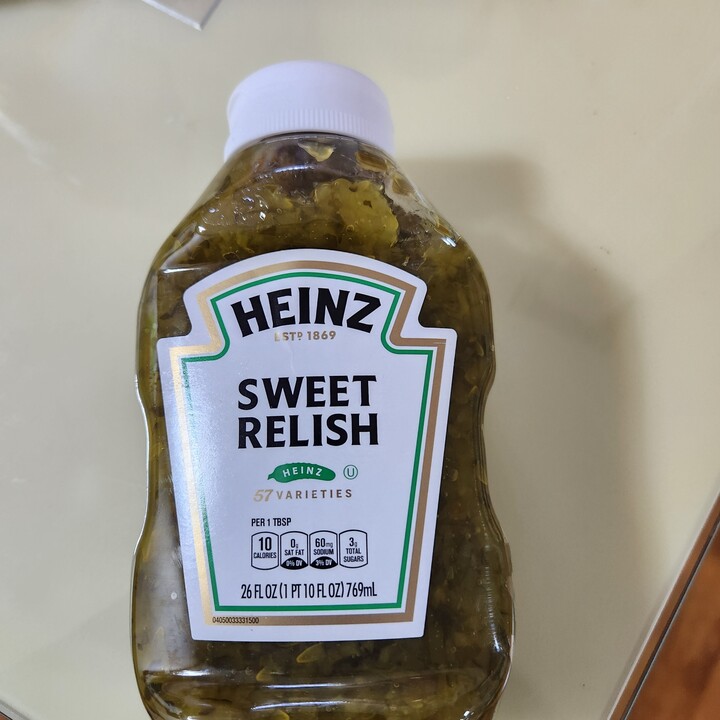 HEINZ
ESTD 1869
SWEET
RELISH
HEINZ U
57 VARIETIES
PER 1 TBSP
10 CALORIES
0g SAT FAT 0% DV
60mg SODIUM 3% DV
3g TOTAL SUGARS
26 FL OZ (1 PT 10 FL OZ) 769mL
04050033331500